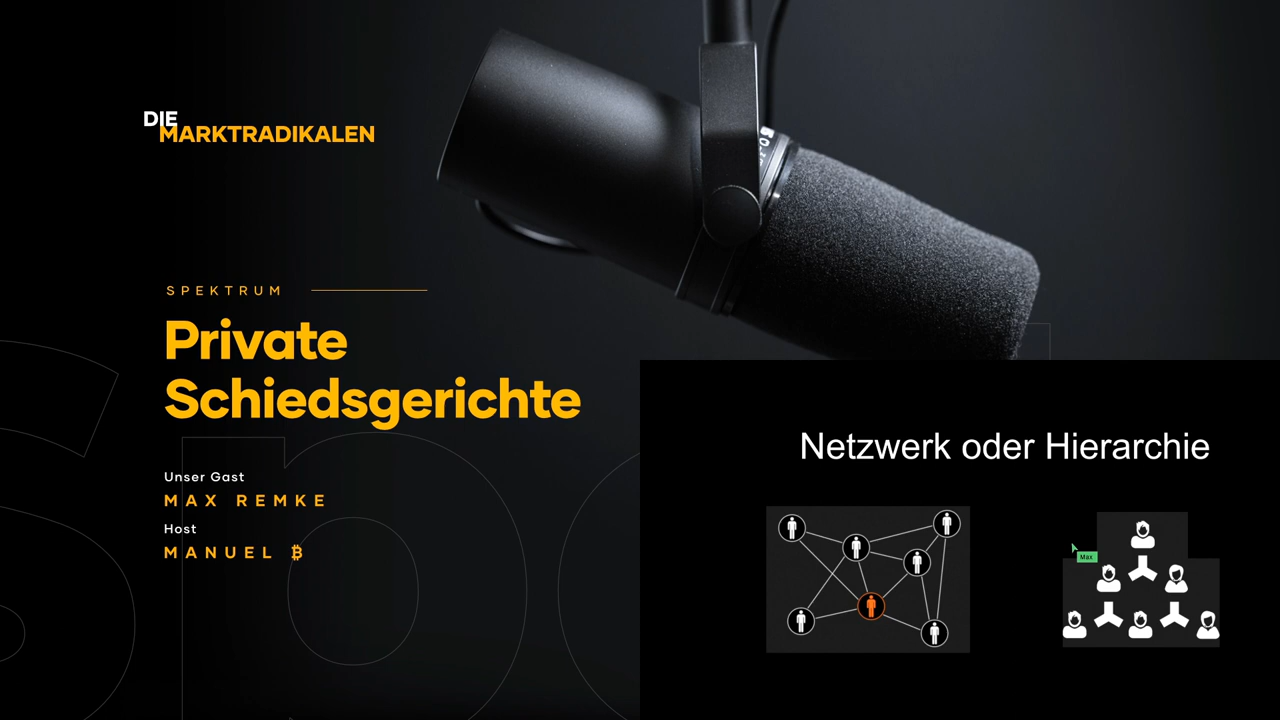 DIE
MARKTRADIKALEN
SPEKTRUM
Private
Schiedsgerichte
Unser Gast
MAX REMKE
Host
MANUEL ₿
Netzwerk oder Hierarchie
Max